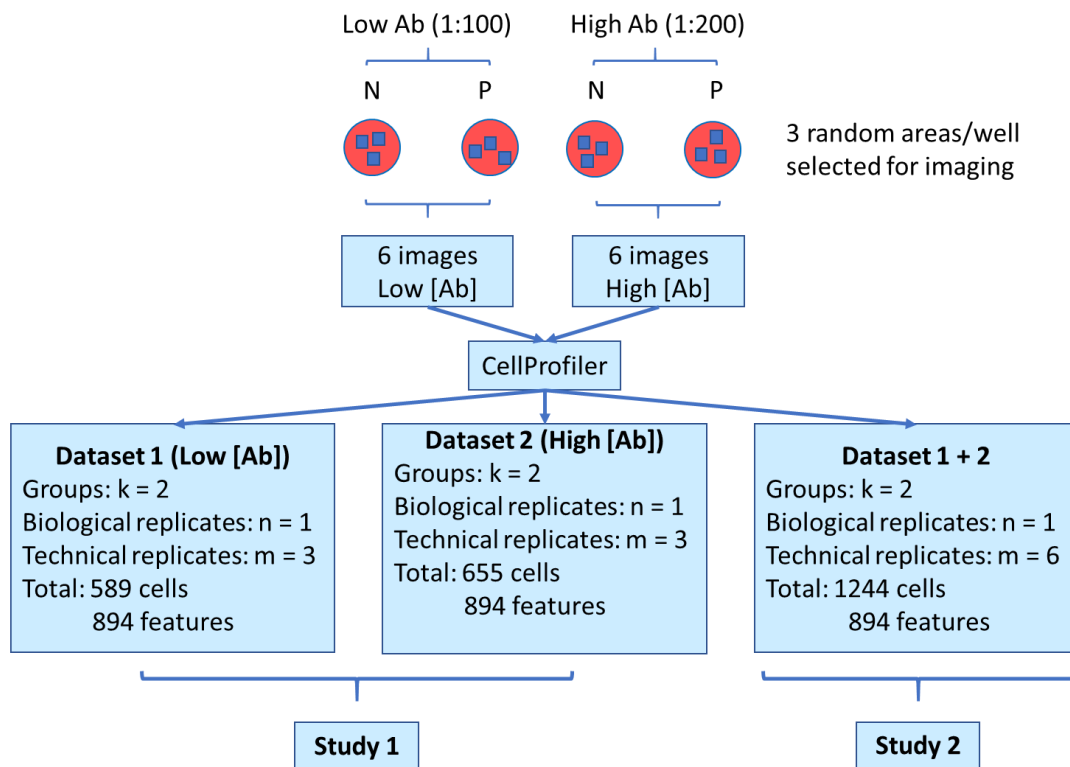 Low Ab (1:100)
High Ab (1:200)
N
P
N
P
3 random areas/well
selected for imaging
6 images
Low [Ab]
6 images
High [Ab]
CellProfiler
Dataset 1 (Low [Ab])
Groups: k = 2
Biological replicates: n = 1
Technical replicates: m = 3
Total: 589 cells
894 features
Dataset 2 (High [Ab])
Groups: k = 2
Biological replicates: n = 1
Technical replicates: m = 3
Total: 655 cells
894 features
Dataset 1 + 2
Groups: k = 2
Biological replicates: n = 1
Technical replicates: m = 6
Total: 1244 cells
894 features
Study 1
Study 2